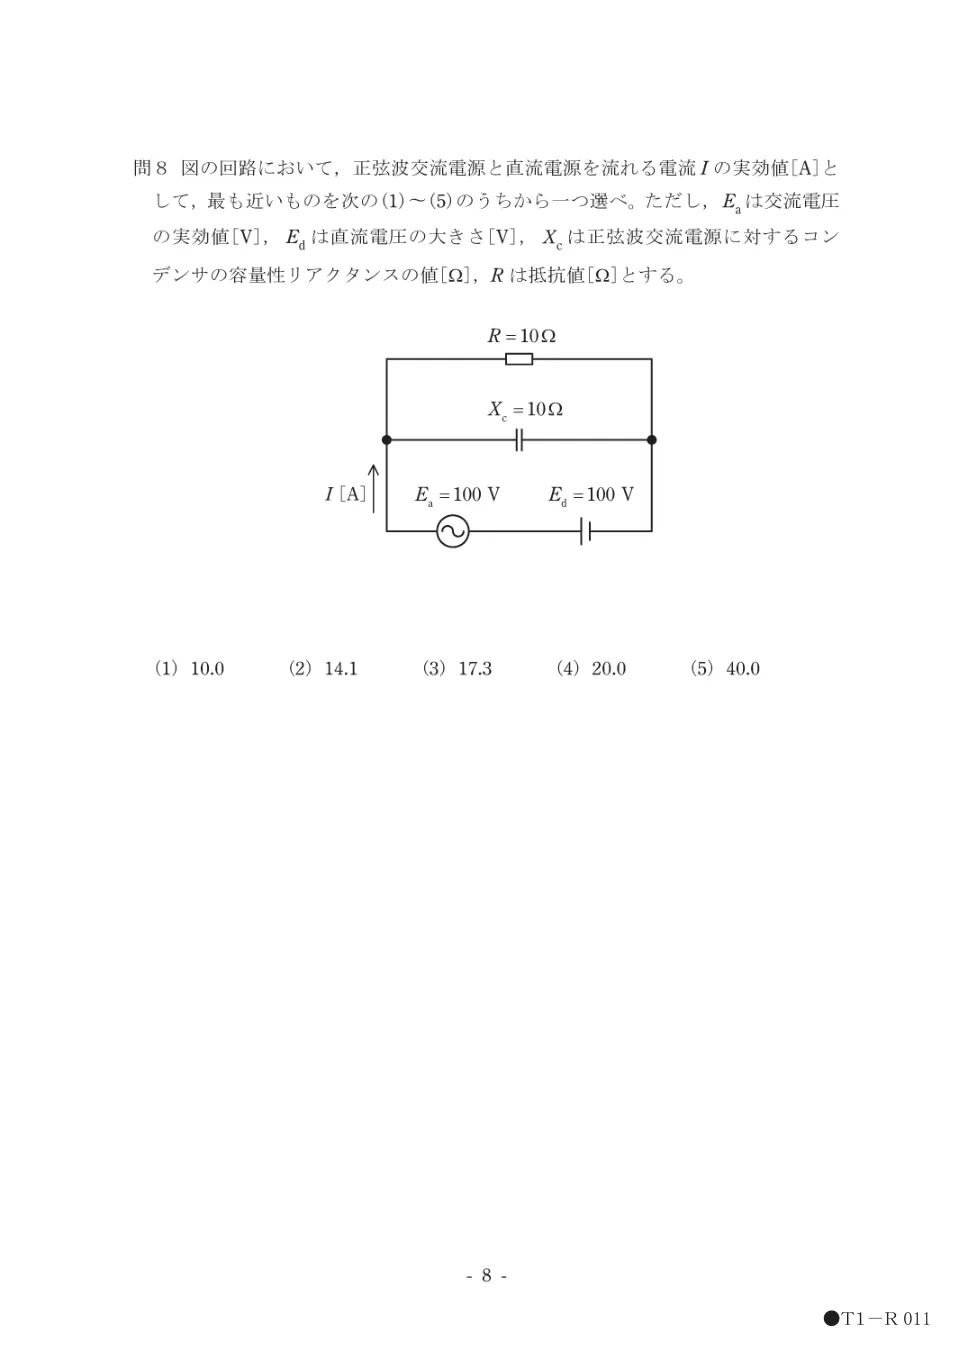 問８ 図の回路において，正弦波交流電源と直流電源を流れる電流 I の実効値[A]と
して，最も近いものを次の(1)～(5)のうちから一つ選べ。ただし， Eₐ は交流電圧
の実効値[V]， E_d は直流電圧の大きさ[V]， X_c は正弦波交流電源に対するコン
デンサの容量性リアクタンスの値[Ω]，R は抵抗値[Ω]とする。
R＝10Ω
X_c＝10Ω
I [A]
Eₐ＝100 V
E_d＝100 V
(1) 10.0 (2) 14.1 (3) 17.3 (4) 20.0 (5) 40.0
- 8 -
●T1－R 011